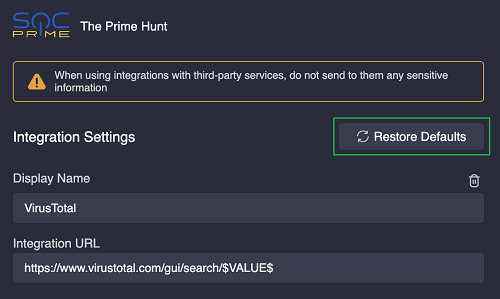 SOC
PRIME
The Prime Hunt
When using integrations with third-party services, do not send to them any sensitive
information
Integration Settings
Restore Defaults
Display Name
VirusTotal
Integration URL
https://www.virustotal.com/gui/search/$VALUE$